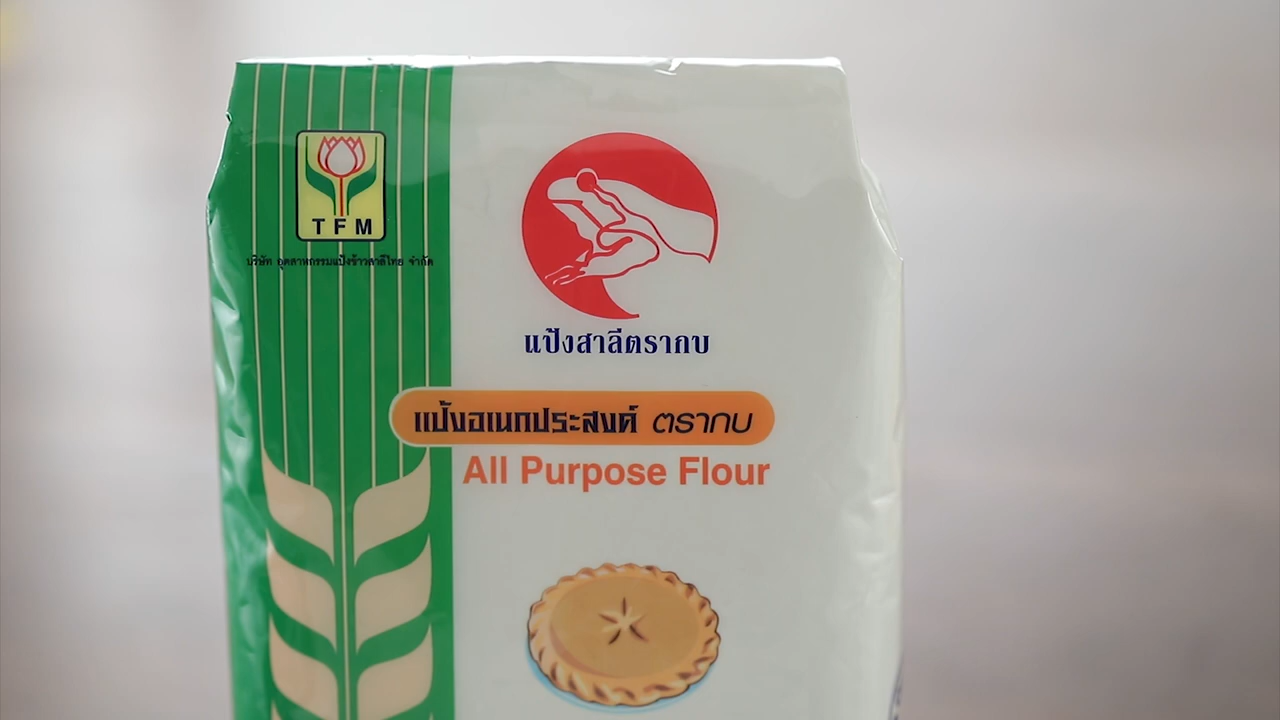 TFM
บริษัท อุตสาหกรรมแป้งข้าวสาลีไทย จำกัด
แป้งสาลีตรากบ
แป้งอเนกประสงค์ ตรากบ
All Purpose Flour